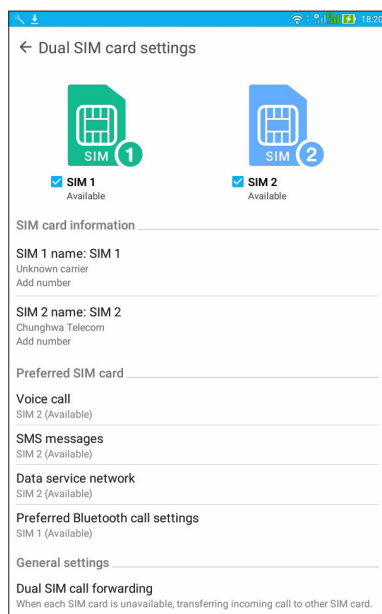 18:20
Dual SIM card settings
SIM 1
SIM 2
SIM 1
Available
SIM 2
Available
SIM card information
SIM 1 name: SIM 1
Unknown carrier
Add number
SIM 2 name: SIM 2
Chunghwa Telecom
Add number
Preferred SIM card
Voice call
SIM 2 (Available)
SMS messages
SIM 2 (Available)
Data service network
SIM 2 (Available)
Preferred Bluetooth call settings
SIM 1 (Available)
General settings
Dual SIM call forwarding
When each SIM card is unavailable, transferring incoming call to other SIM card.